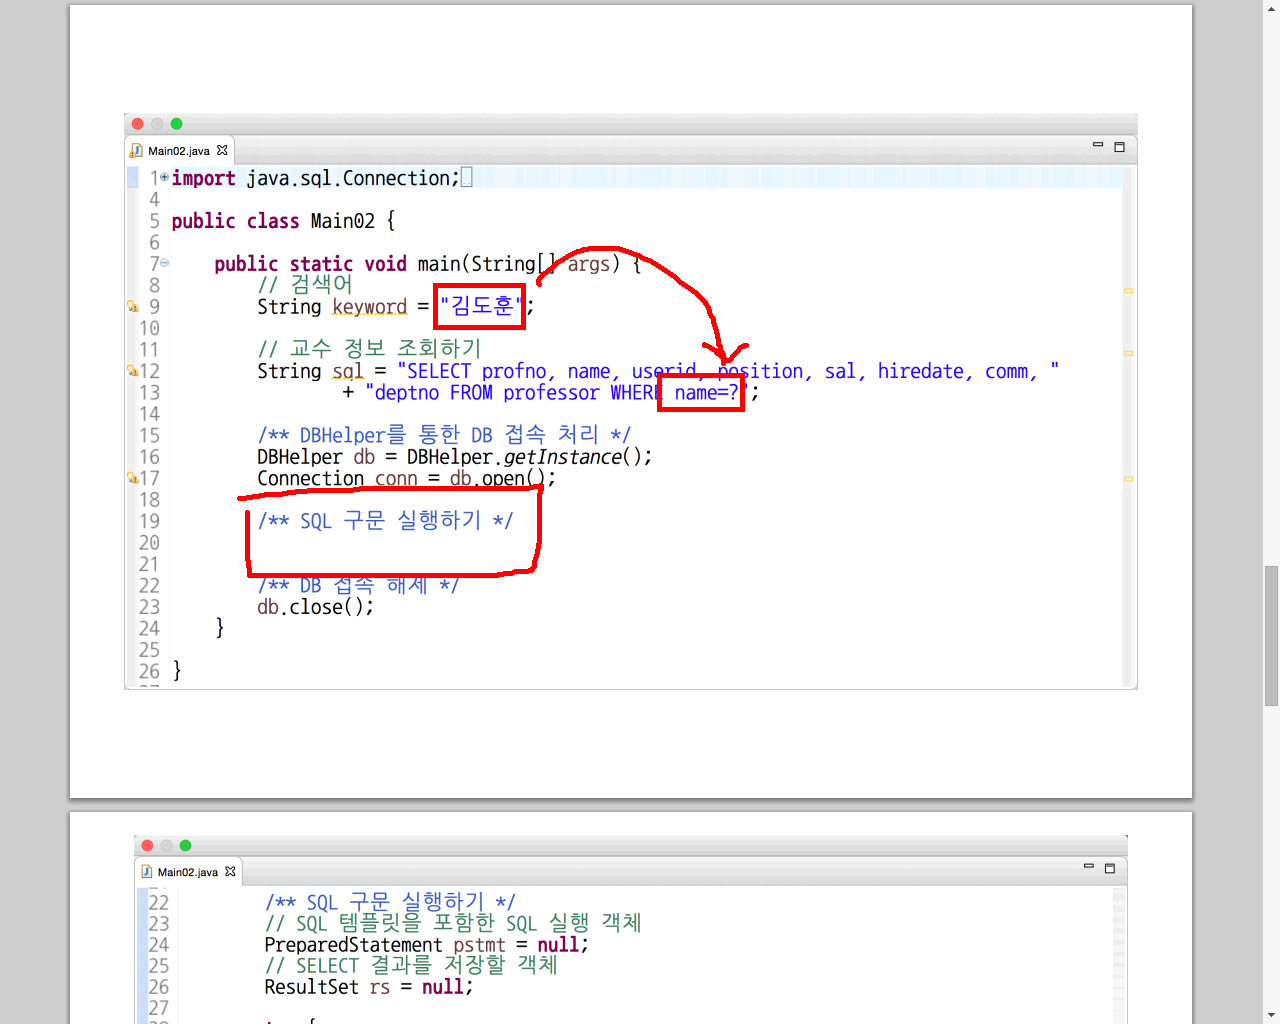 Main02.java
1 import java.sql.Connection;
4
5 public class Main02 {
6
7 public static void main(String[] args) {
8 // 검색어
9 String keyword = "김도훈";
10
11 // 교수 정보 조회하기
12 String sql = "SELECT profno, name, userid, position, sal, hiredate, comm, "
13 + "deptno FROM professor WHERE name=?";
14
15 /** DBHelper를 통한 DB 접속 처리 */
16 DBHelper db = DBHelper.getInstance();
17 Connection conn = db.open();
18
19 /** SQL 구문 실행하기 */
20
21
22 /** DB 접속 해제 */
23 db.close();
24 }
25
26 }
Main02.java
22 /** SQL 구문 실행하기 */
23 // SQL 템플릿을 포함한 SQL 실행 객체
24 PreparedStatement pstmt = null;
25 // SELECT 결과를 저장할 객체
26 ResultSet rs = null;
27